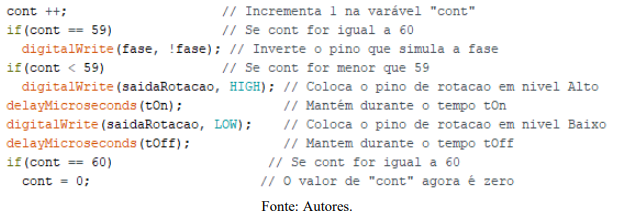 cont ++; // Incrementa 1 na varável "cont"
if(cont == 59) // Se cont for igual a 60
digitalWrite(fase, !fase); // Inverte o pino que simula a fase
if(cont < 59) // Se cont for menor que 59
digitalWrite(saidaRotacao, HIGH); // Coloca o pino de rotacao em nivel Alto
delayMicroseconds(tOn); // Mantém durante o tempo tOn
digitalWrite(saidaRotacao, LOW); // Coloca o pino de rotacao em nivel Baixo
delayMicroseconds(tOff); // Mantem durante o tempo tOff
if(cont == 60) // Se cont for igual a 60
cont = 0; // O valor de "cont" agora é zero
Fonte: Autores.